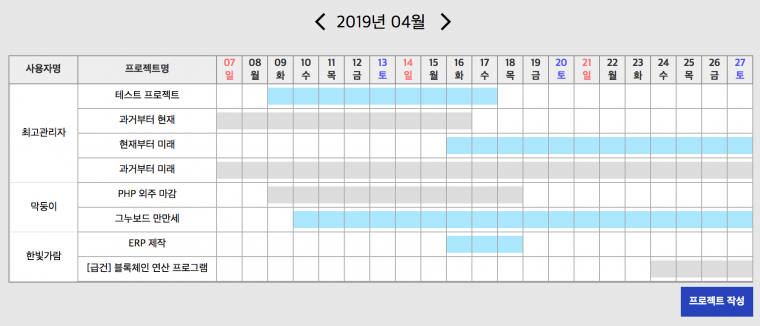 2019년 04월
사용자명 프로젝트명 07 08 09 10 11 12 13 14 15 16 17 18 19 20 21 22 23 24 25 26 27
일 월 화 수 목 금 토 일 월 화 수 목 금 토 일 월 화 수 목 금 토
최고관리자
테스트 프로젝트
과거부터 현재
현재부터 미래
과거부터 미래
막둥이
PHP 외주 마감
그누보드 만만세
한빛가람
ERP 제작
[급건] 블록체인 연산 프로그램
프로젝트 작성